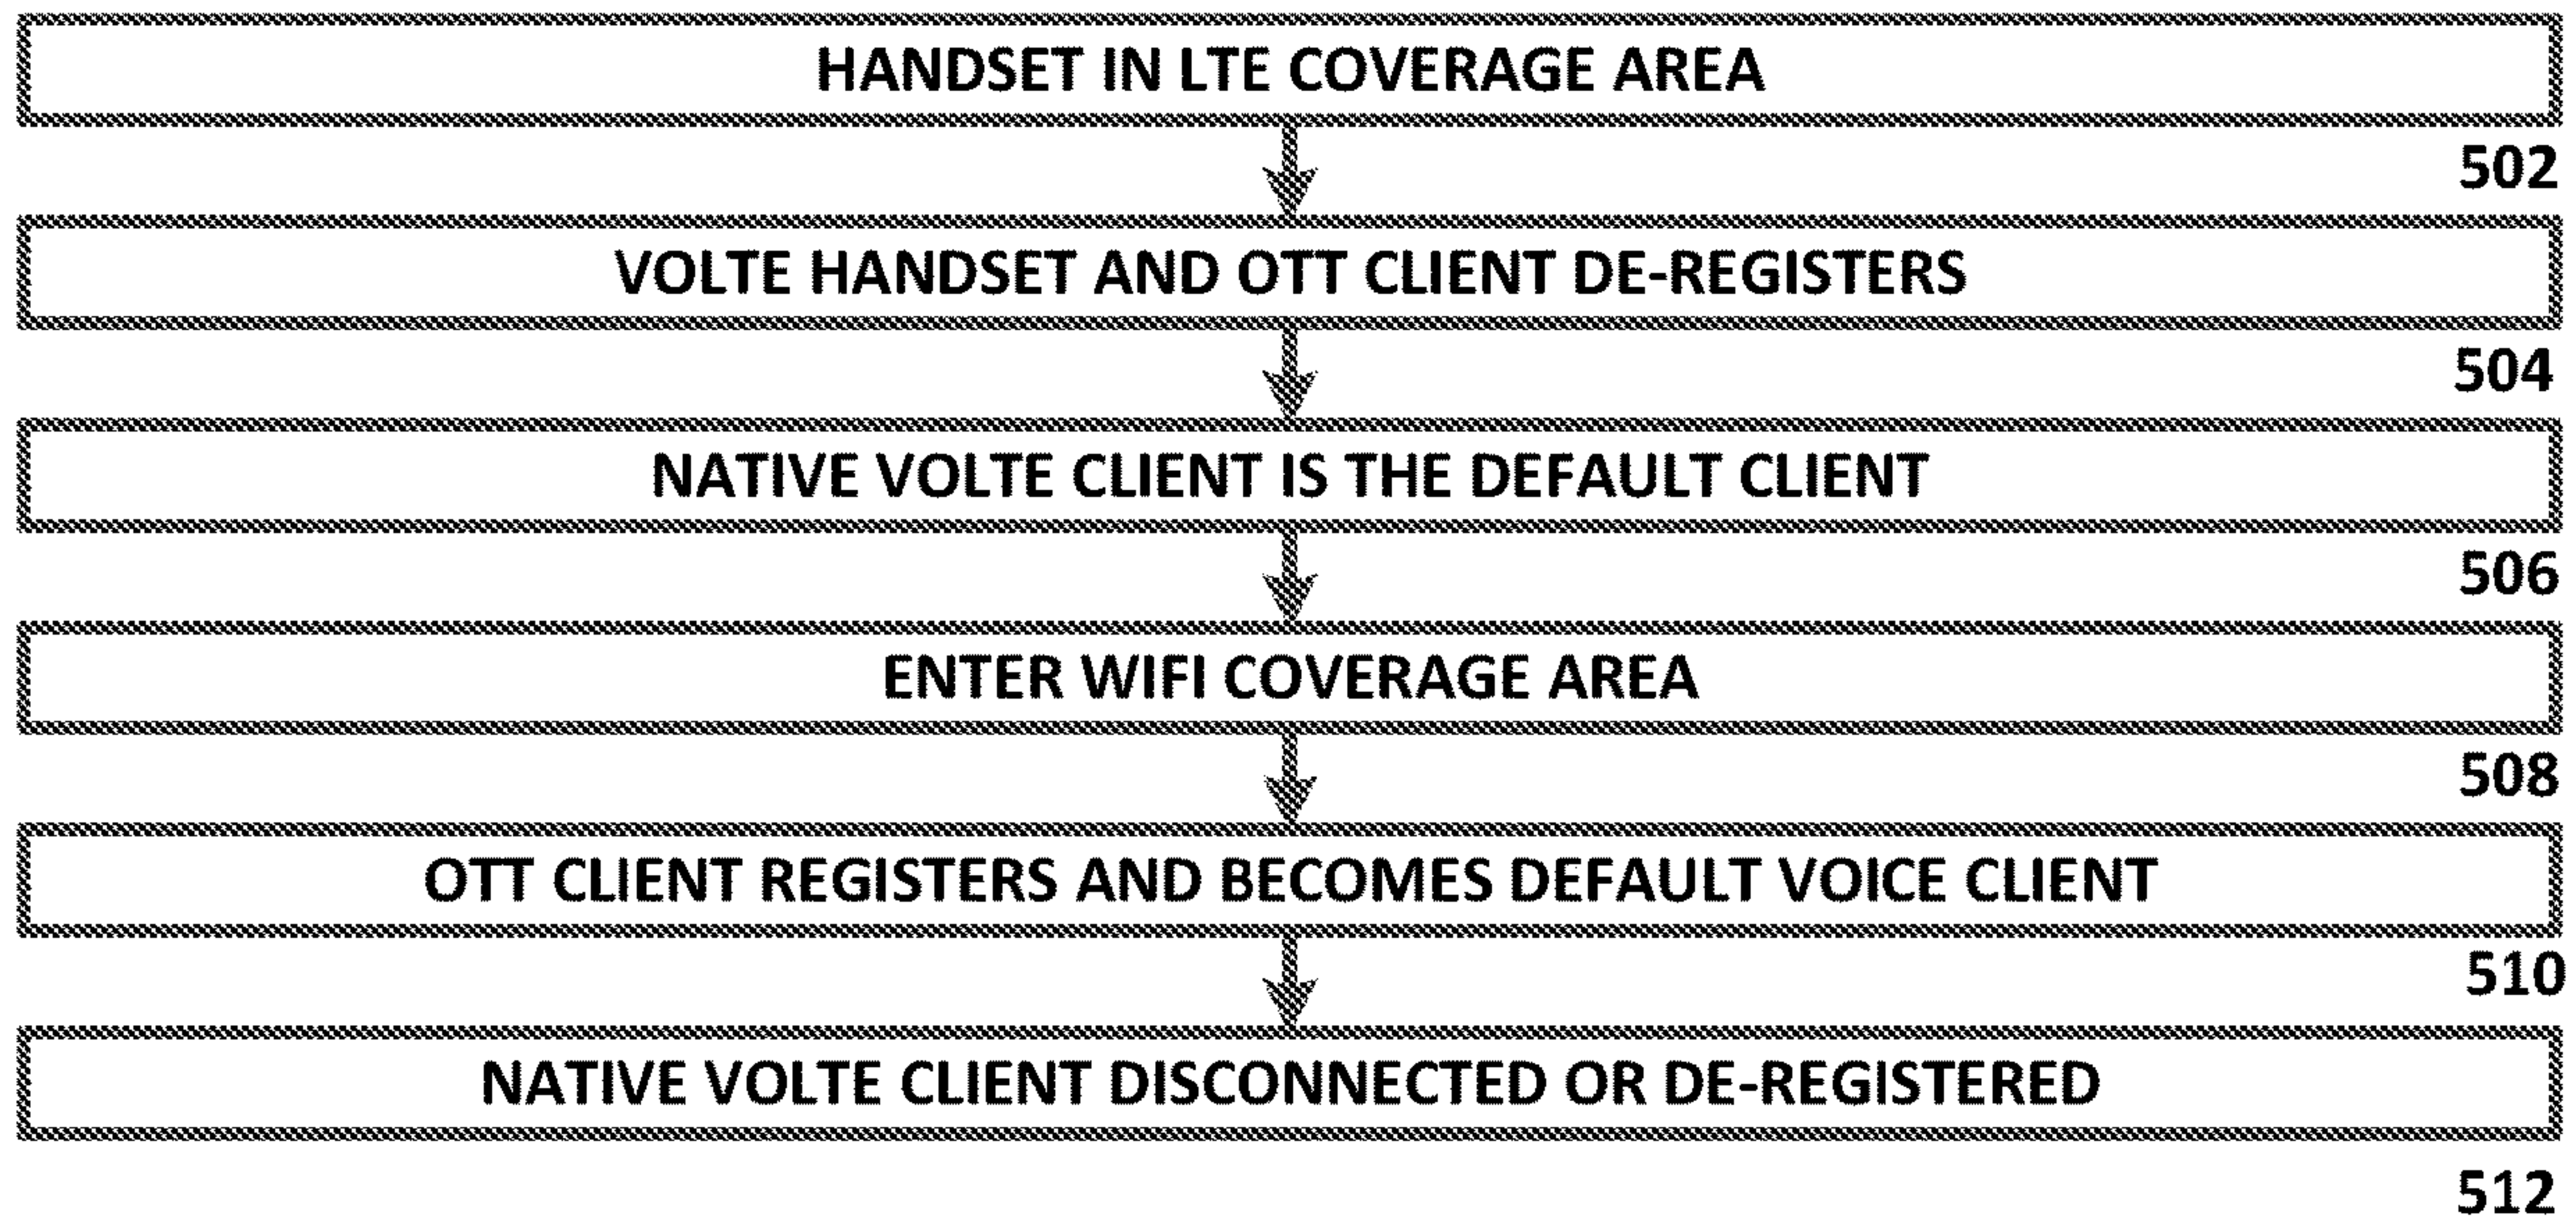 HANDSET IN LTE COVERAGE AREA
502
VOLTE HANDSET AND OTT CLIENT DE-REGISTERS
504
NATIVE VOLTE CLIENT IS THE DEFAULT CLIENT
506
ENTER WIFI COVERAGE AREA
508
OTT CLIENT REGISTERS AND BECOMES DEFAULT VOICE CLIENT
510
NATIVE VOLTE CLIENT DISCONNECTED OR DE-REGISTERED
512